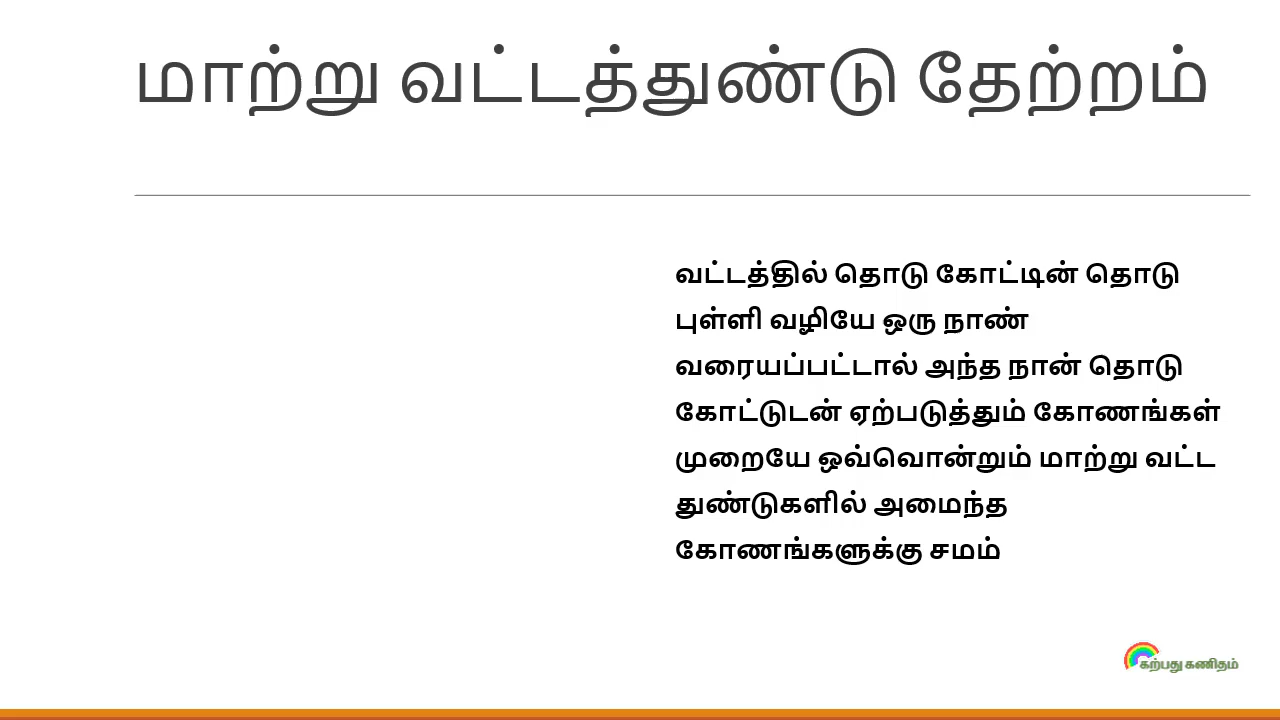 மாற்று வட்டத்துண்டு தேற்றம்
வட்டத்தில் தொடு கோட்டின் தொடு
புள்ளி வழியே ஒரு நாண்
வரையப்பட்டால் அந்த நான் தொடு
கோட்டுடன் ஏற்படுத்தும் கோணங்கள்
முறையே ஒவ்வொன்றும் மாற்று வட்ட
துண்டுகளில் அமைந்த
கோணங்களுக்கு சமம்
கற்பது கணிதம்